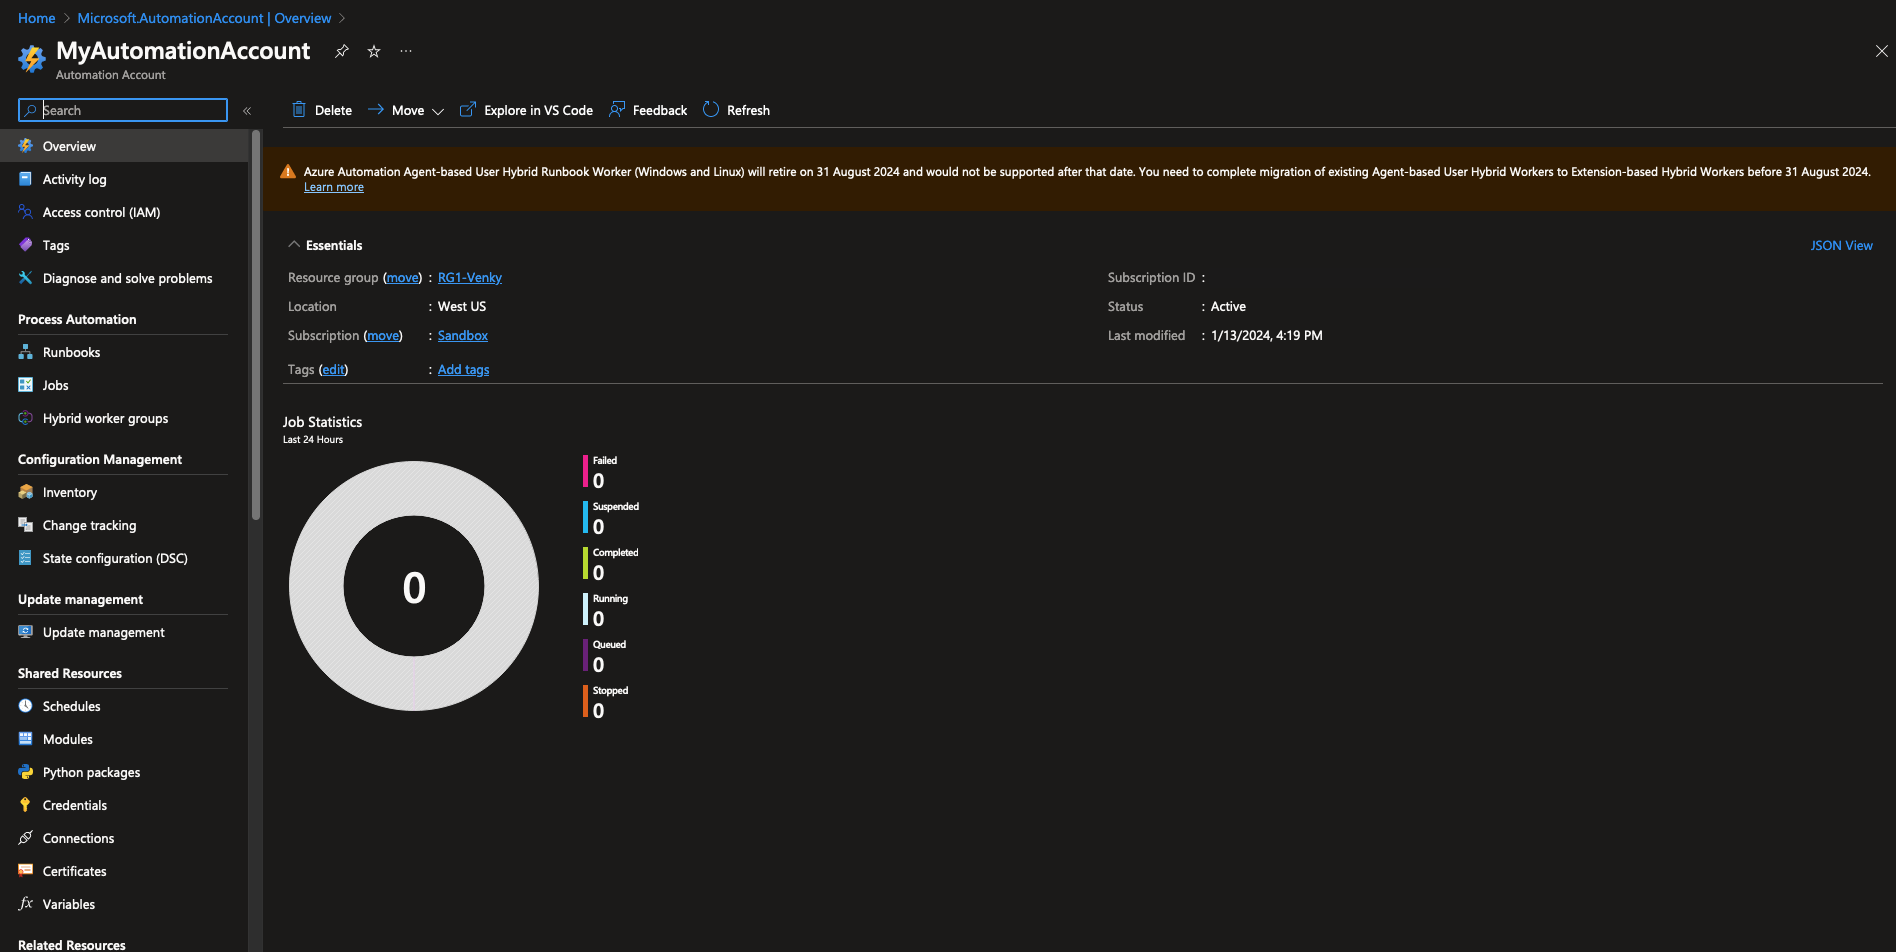 Home > Microsoft.AutomationAccount | Overview >
MyAutomationAccount
Automation Account
Search
Delete
Move
Explore in VS Code
Feedback
Refresh
Overview
Activity log
Access control (IAM)
Tags
Diagnose and solve problems
Process Automation
Runbooks
Jobs
Hybrid worker groups
Configuration Management
Inventory
Change tracking
State configuration (DSC)
Update management
Update management
Shared Resources
Schedules
Modules
Python packages
Credentials
Connections
Certificates
Variables
Related Resources
Azure Automation Agent-based User Hybrid Runbook Worker (Windows and Linux) will retire on 31 August 2024 and would not be supported after that date. You need to complete migration of existing Agent-based User Hybrid Workers to Extension-based Hybrid Workers before 31 August 2024.
Learn more
Essentials
JSON View
Resource group (move) : RG1-Venky
Location : West US
Subscription (move) : Sandbox
Tags (edit) : Add tags
Subscription ID :
Status : Active
Last modified : 1/13/2024, 4:19 PM
Job Statistics
Last 24 Hours
0
Failed
0
Suspended
0
Completed
0
Running
0
Queued
0
Stopped
0